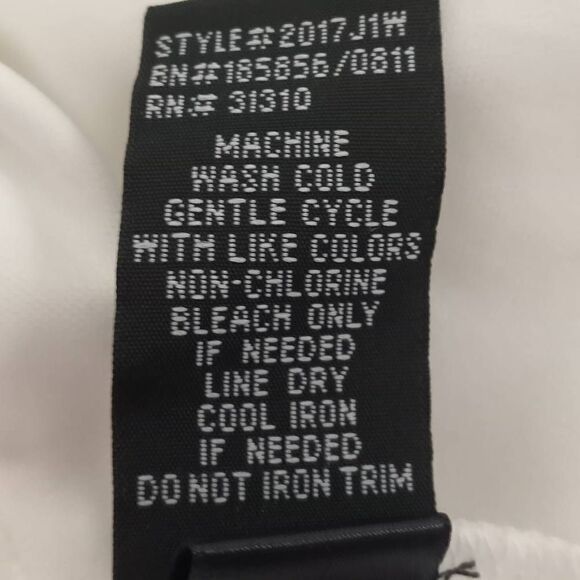 STYLE# 2017J1W
BN#185856/0811
RN# 31310
MACHINE
WASH COLD
GENTLE CYCLE
WITH LIKE COLORS
NON-CHLORINE
BLEACH ONLY
IF NEEDED
LINE DRY
COOL IRON
IF NEEDED
DO NOT IRON TRIM